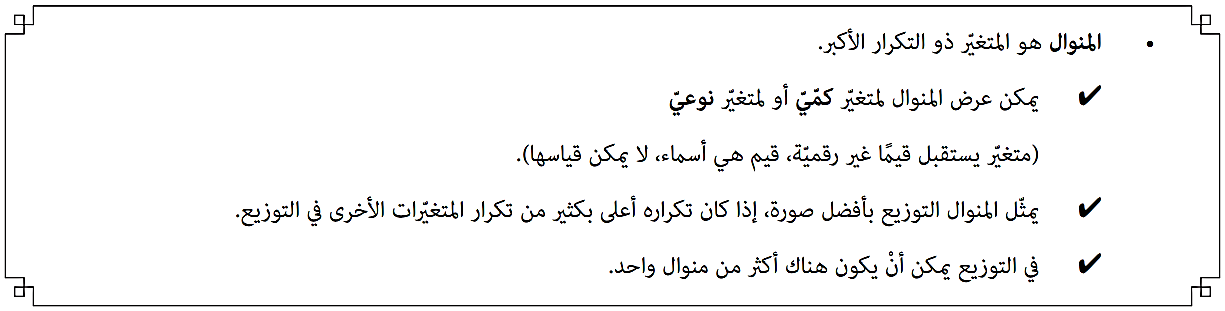 • المنوال هو المتغيّر ذو التكرار الأكبر.
✔ يمكن عرض المنوال لمتغيّر كمّيّ أو لمتغيّر نوعيّ
(متغيّر يستقبل قيمًا غير رقميّة، قيم هي أسماء، لا يمكن قياسها).
✔ يمثّل المنوال التوزيع بأفضل صورة، إذا كان تكراره أعلى بكثير من تكرار المتغيّرات الأخرى في التوزيع.
✔ في التوزيع يمكن أنْ يكون هناك أكثر من منوال واحد.